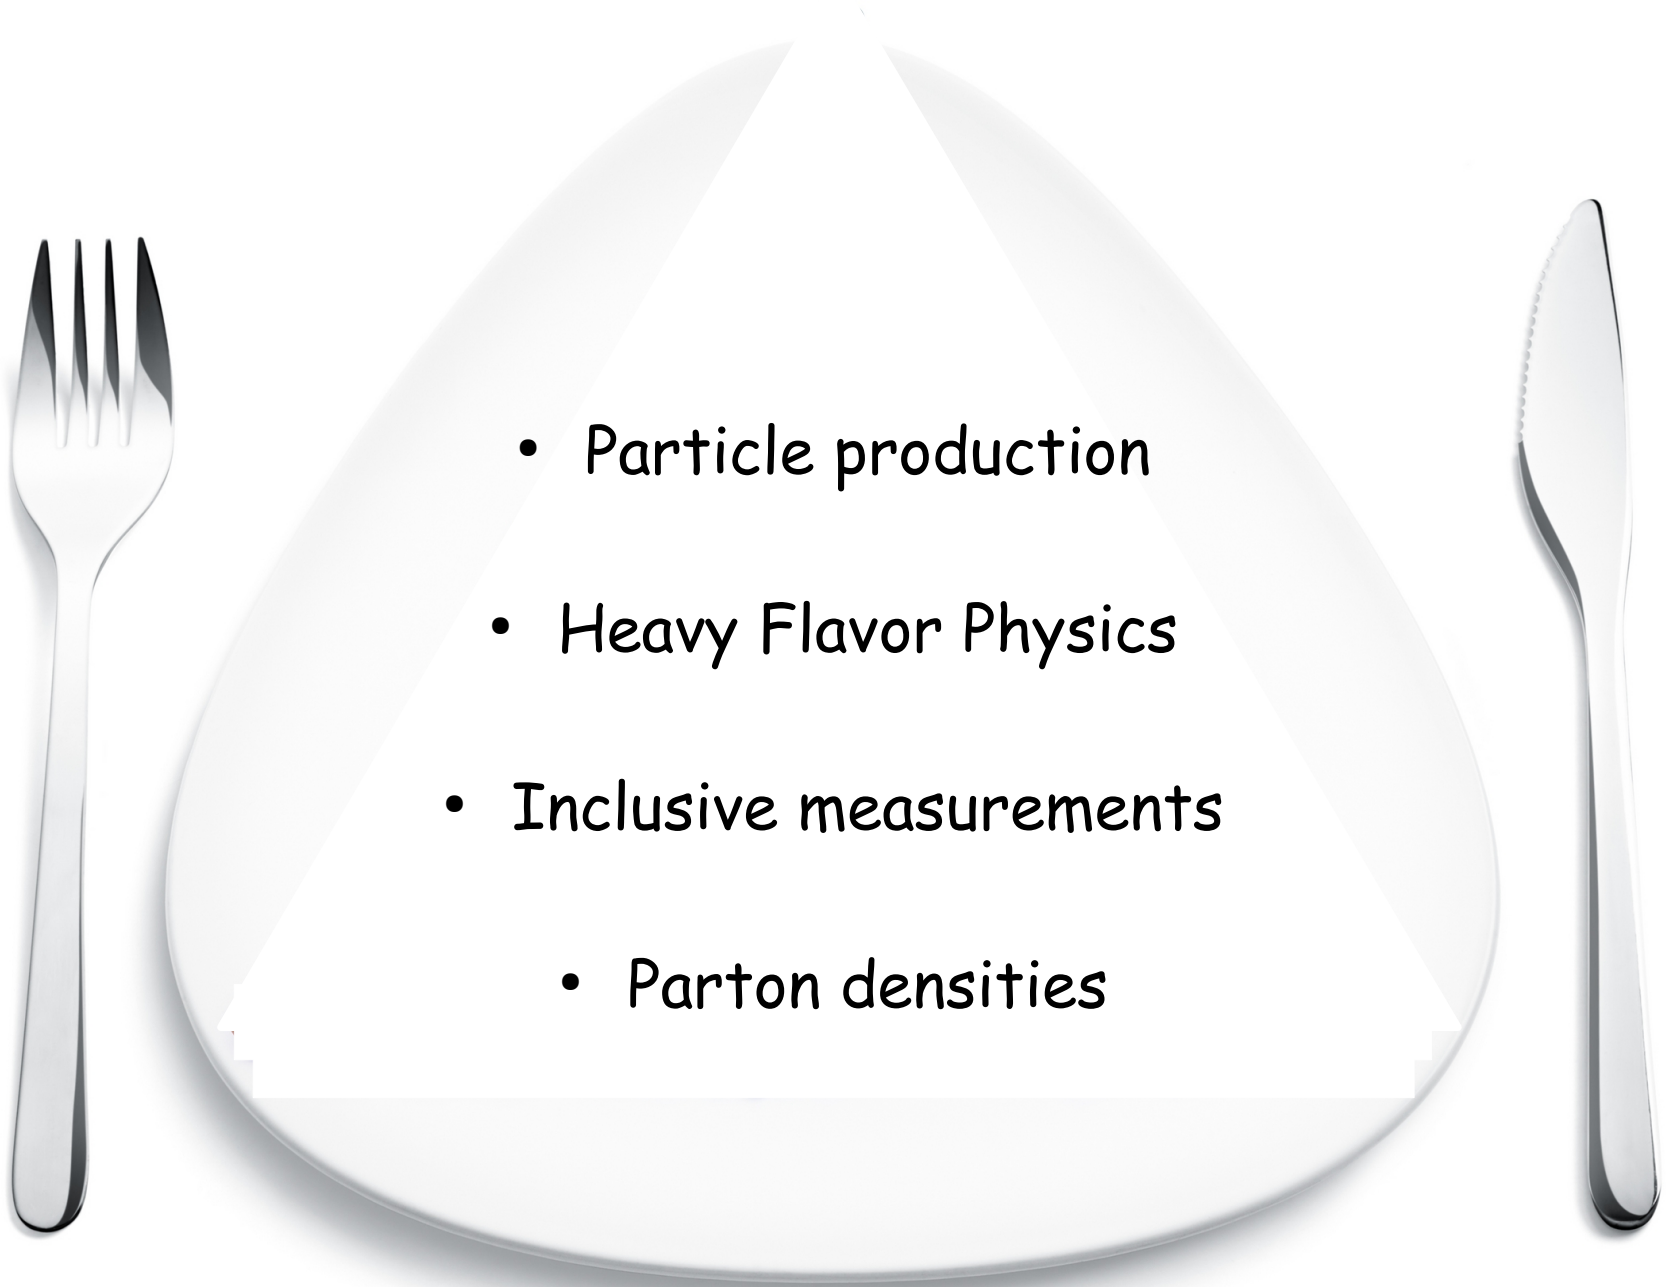 • Particle production
• Heavy Flavor Physics
• Inclusive measurements
• Parton densities